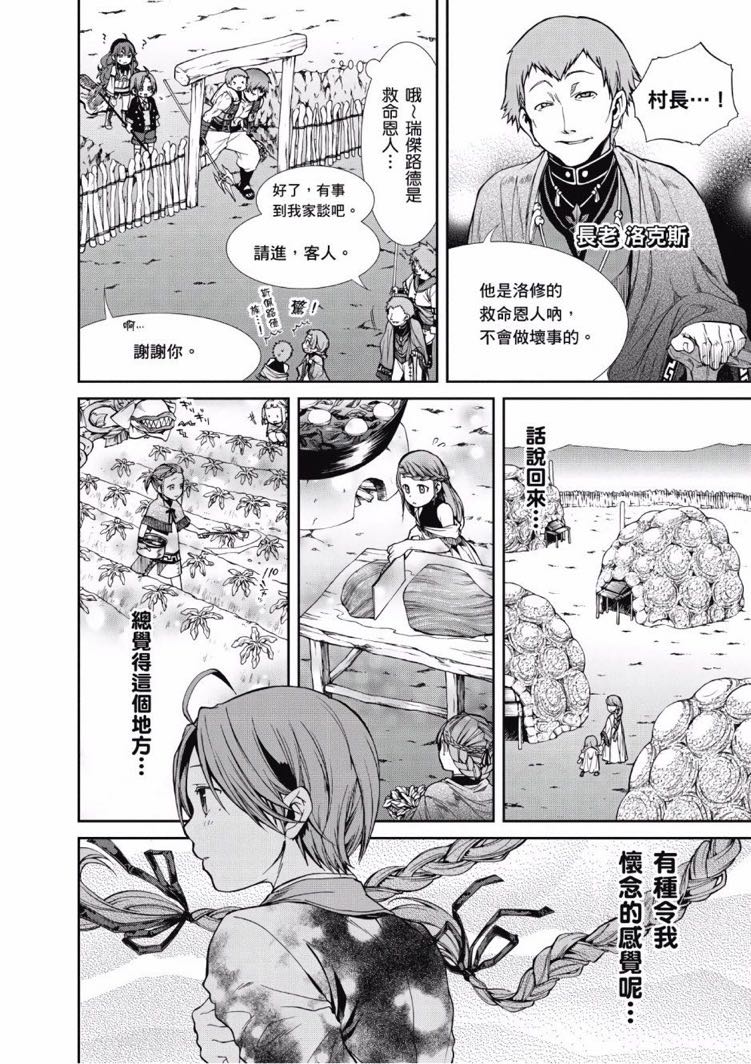 村長…！
長老 洛克斯
他是洛修的
救命恩人吶，
不會做壞事的。
哦～瑞傑路德是
救命恩人…
好了，有事
到我家談吧。
請進，客人。
驚！
斯佩路德
族…！
啊…
謝謝你。
話說回來…
總覺得這個地方…
有種令我
懷念的感覺呢…